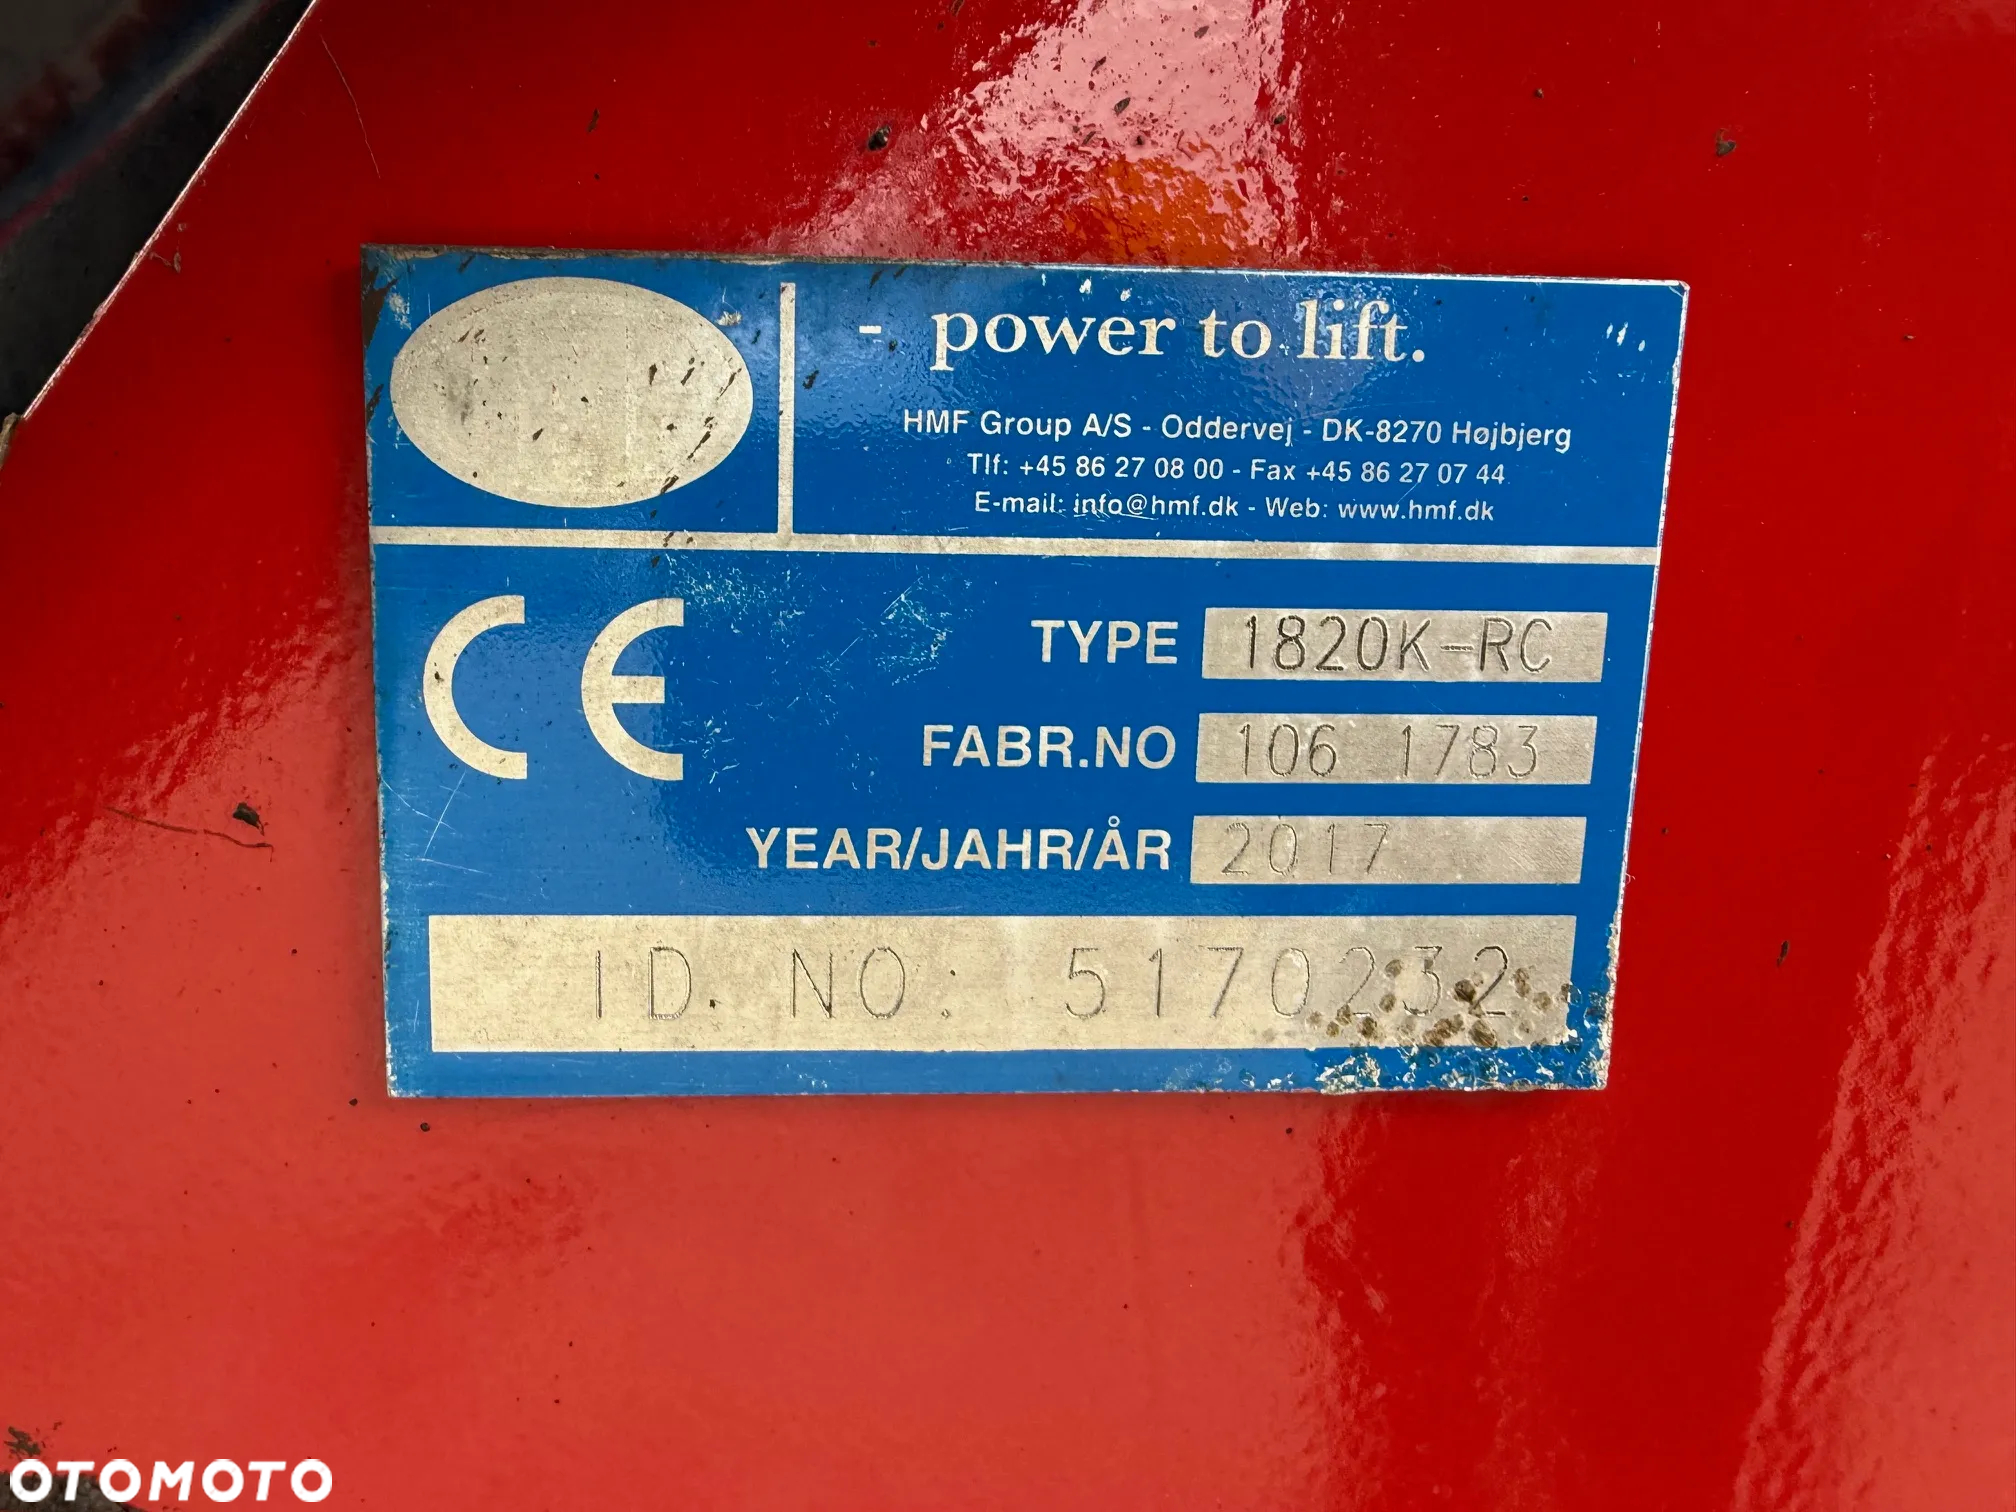 - power to lift.
HMF Group A/S - Oddervej - DK-8270 Højbjerg
Tlf: +45 86 27 08 00 - Fax +45 86 27 07 44
E-mail: info@hmf.dk - Web: www.hmf.dk
CE
TYPE 1820K-RC
FABR.NO 106 1783
YEAR/JAHR/ÅR 2017
ID. NO: 5170232
OTOMOTO